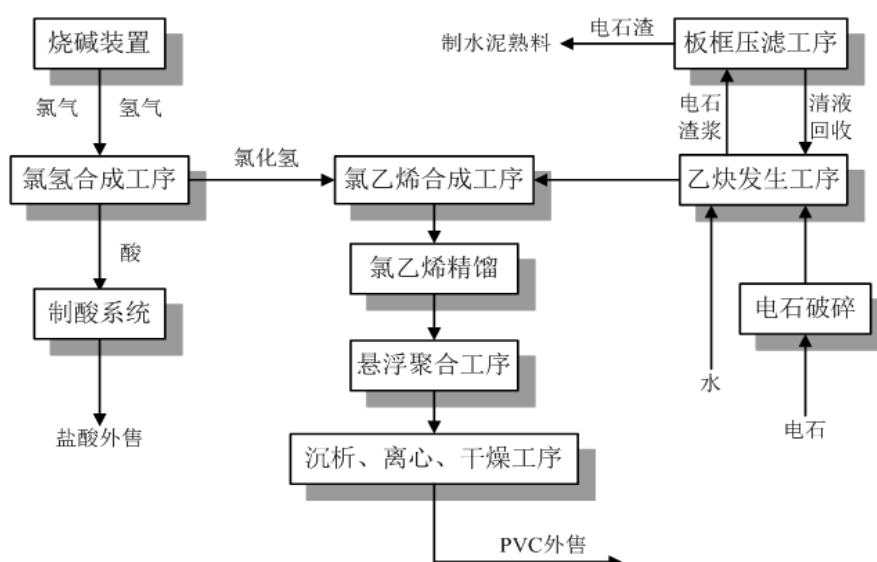 烧碱装置
电石渣
制水泥熟料
板框压滤工序
氯气
氢气
电石
渣浆
清液
回收
氯氢合成工序
氯化氢
氯乙烯合成工序
乙炔发生工序
酸
氯乙烯精馏
制酸系统
电石破碎
悬浮聚合工序
水
盐酸外售
电石
沉析、离心、干燥工序
PVC外售